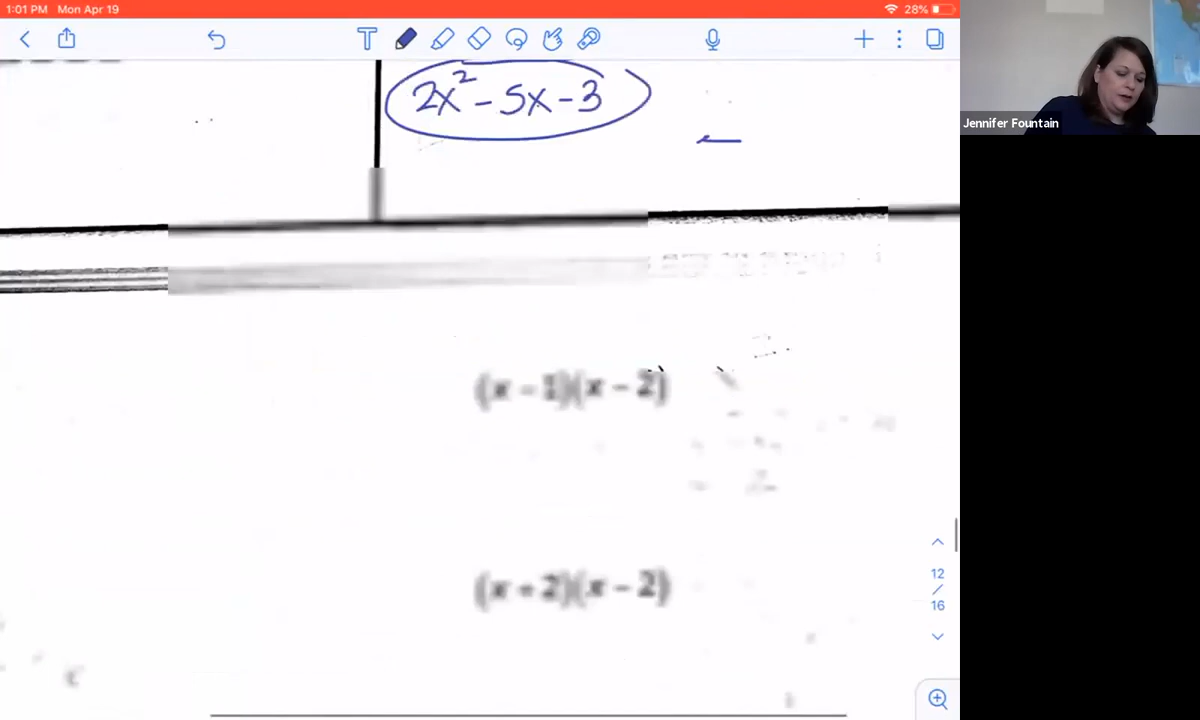 1:01 PM Mon Apr 19 28%
T
2x² - 5x - 3
Jennifer Fountain
(x - 1)(x - 2)
(x + 2)(x - 2)
12
/
16